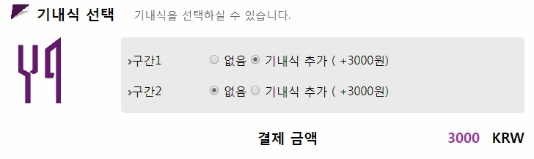 기내식 선택 기내식을 선택하실 수 있습니다.
›구간1 없음 기내식 추가 ( +3000원)
›구간2 없음 기내식 추가 ( +3000원)
결제 금액 3000 KRW